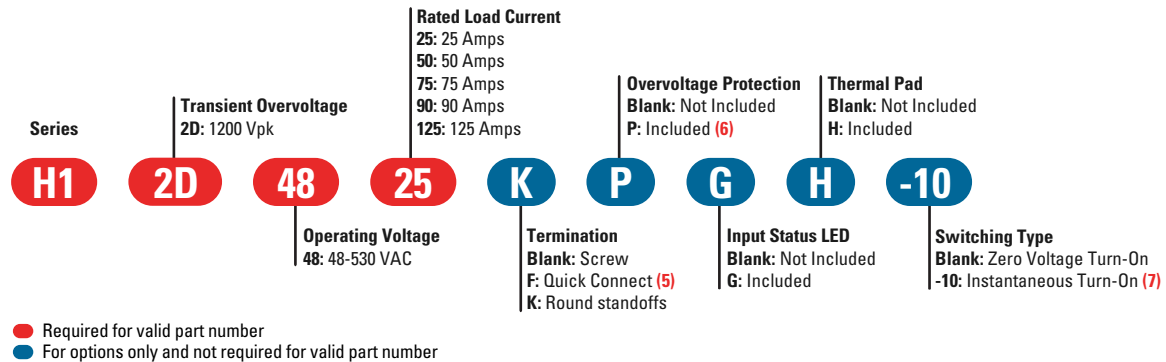 Rated Load Current
25: 25 Amps
50: 50 Amps
75: 75 Amps
90: 90 Amps
125: 125 Amps
Transient Overvoltage
2D: 1200 Vpk
Overvoltage Protection
Blank: Not Included
P: Included (6)
Thermal Pad
Blank: Not Included
H: Included
Series
H1 2D 48 25 K P G H -10
Operating Voltage
48: 48-530 VAC
Termination
Blank: Screw
F: Quick Connect (5)
K: Round standoffs
Input Status LED
Blank: Not Included
G: Included
Switching Type
Blank: Zero Voltage Turn-On
-10: Instantaneous Turn-On (7)
Required for valid part number
For options only and not required for valid part number